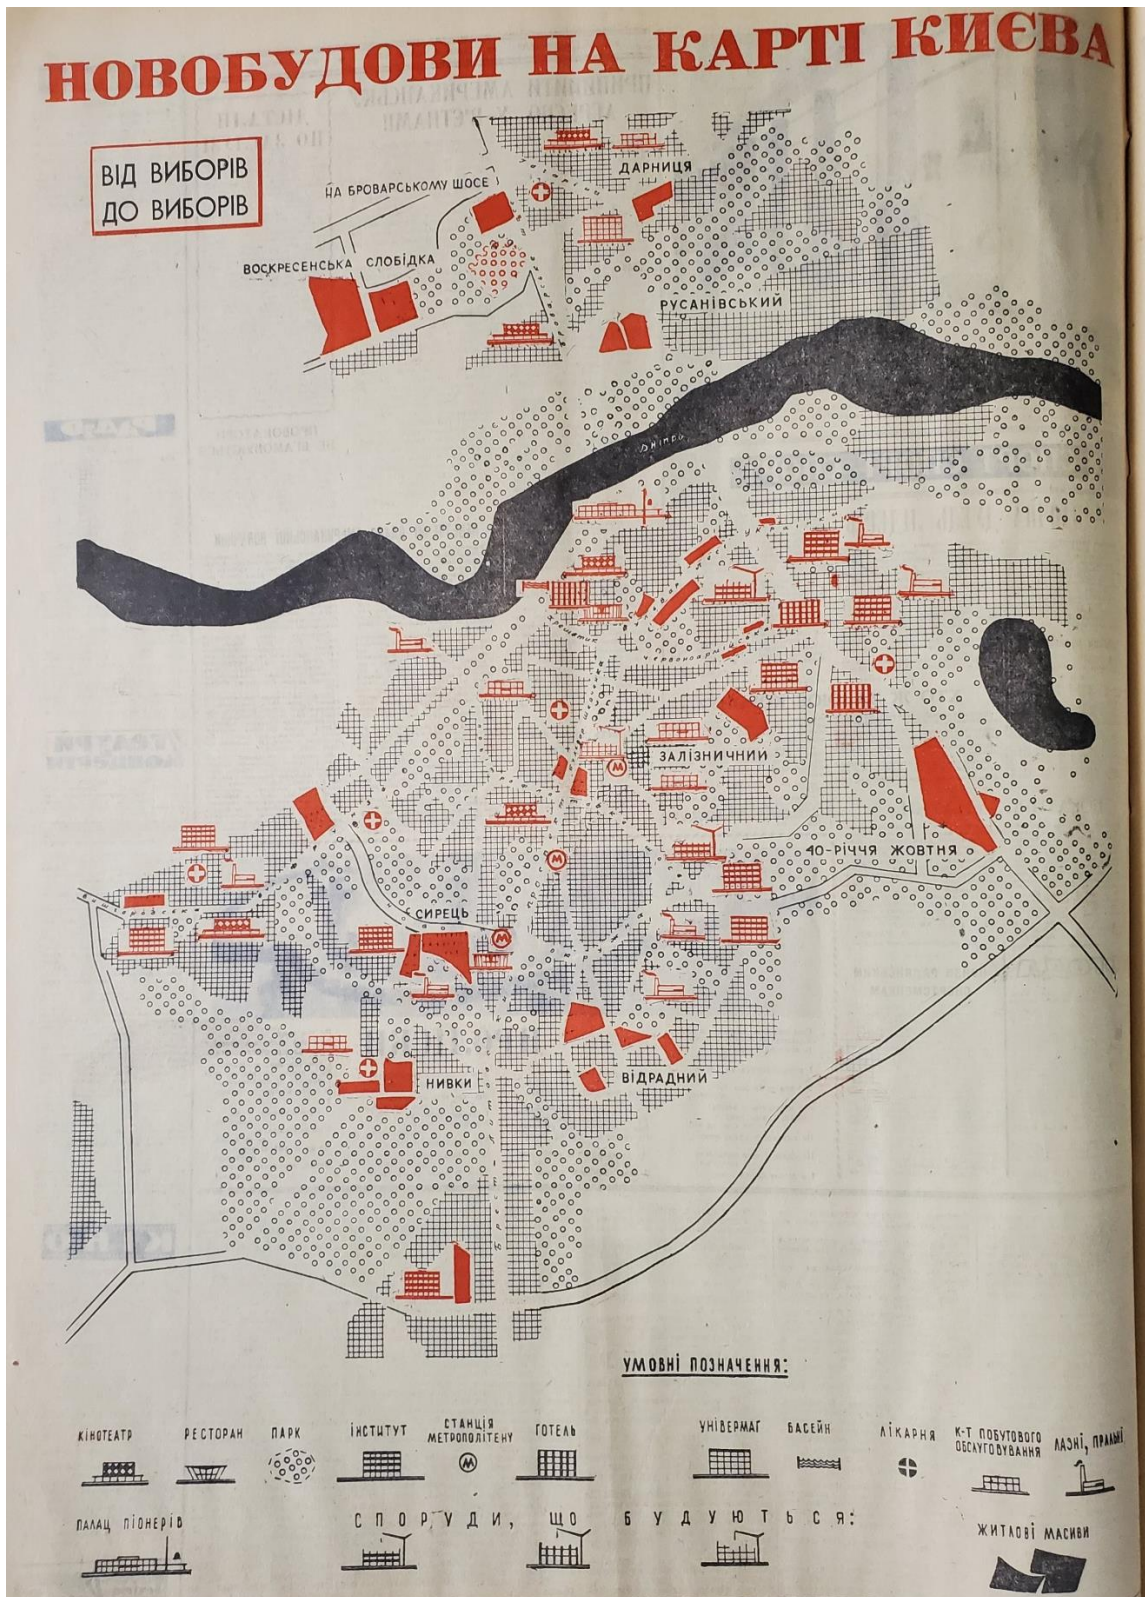 НОВОБУДОВИ НА КАРТІ КИЄВА
ВІД ВИБОРІВ
ДО ВИБОРІВ
ДАРНИЦЯ
НА БРОВАРСЬКОМУ ШОСЕ
ВОСКРЕСЕНСЬКА СЛОБІДКА
РУСАНІВСЬКИЙ
Дніпро
Хрещатик
ЗАЛІЗНИЧНИЙ
40-РІЧЧЯ ЖОВТНЯ
СИРЕЦЬ
НИВКИ
ВІДРАДНИЙ
УМОВНІ ПОЗНАЧЕННЯ:
КІНОТЕАТР
РЕСТОРАН
ПАРК
ІНСТИТУТ
СТАНЦІЯ
МЕТРОПОЛІТЕНУ
ГОТЕЛЬ
УНІВЕРМАГ
БАСЕЙН
ЛІКАРНЯ
К-Т ПОБУТОВОГО
ОБСЛУГОВУВАННЯ
ЛАЗНІ, ПРАЛЬНІ
ПАЛАЦ ПІОНЕРІВ
СПОРУДИ, ЩО БУДУЮТЬСЯ:
ЖИТЛОВІ МАСИВИ